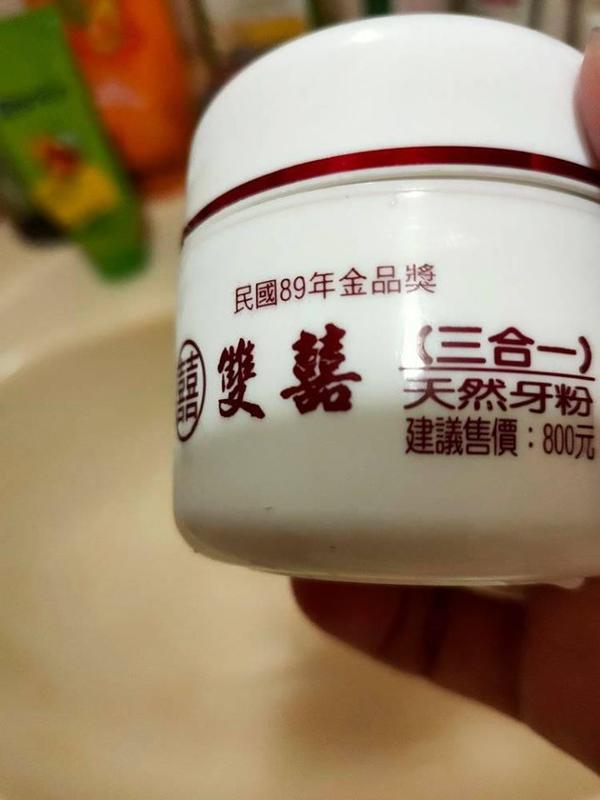 民國89年金品獎
囍 雙囍
(三合一)
天然牙粉
建議售價：800元